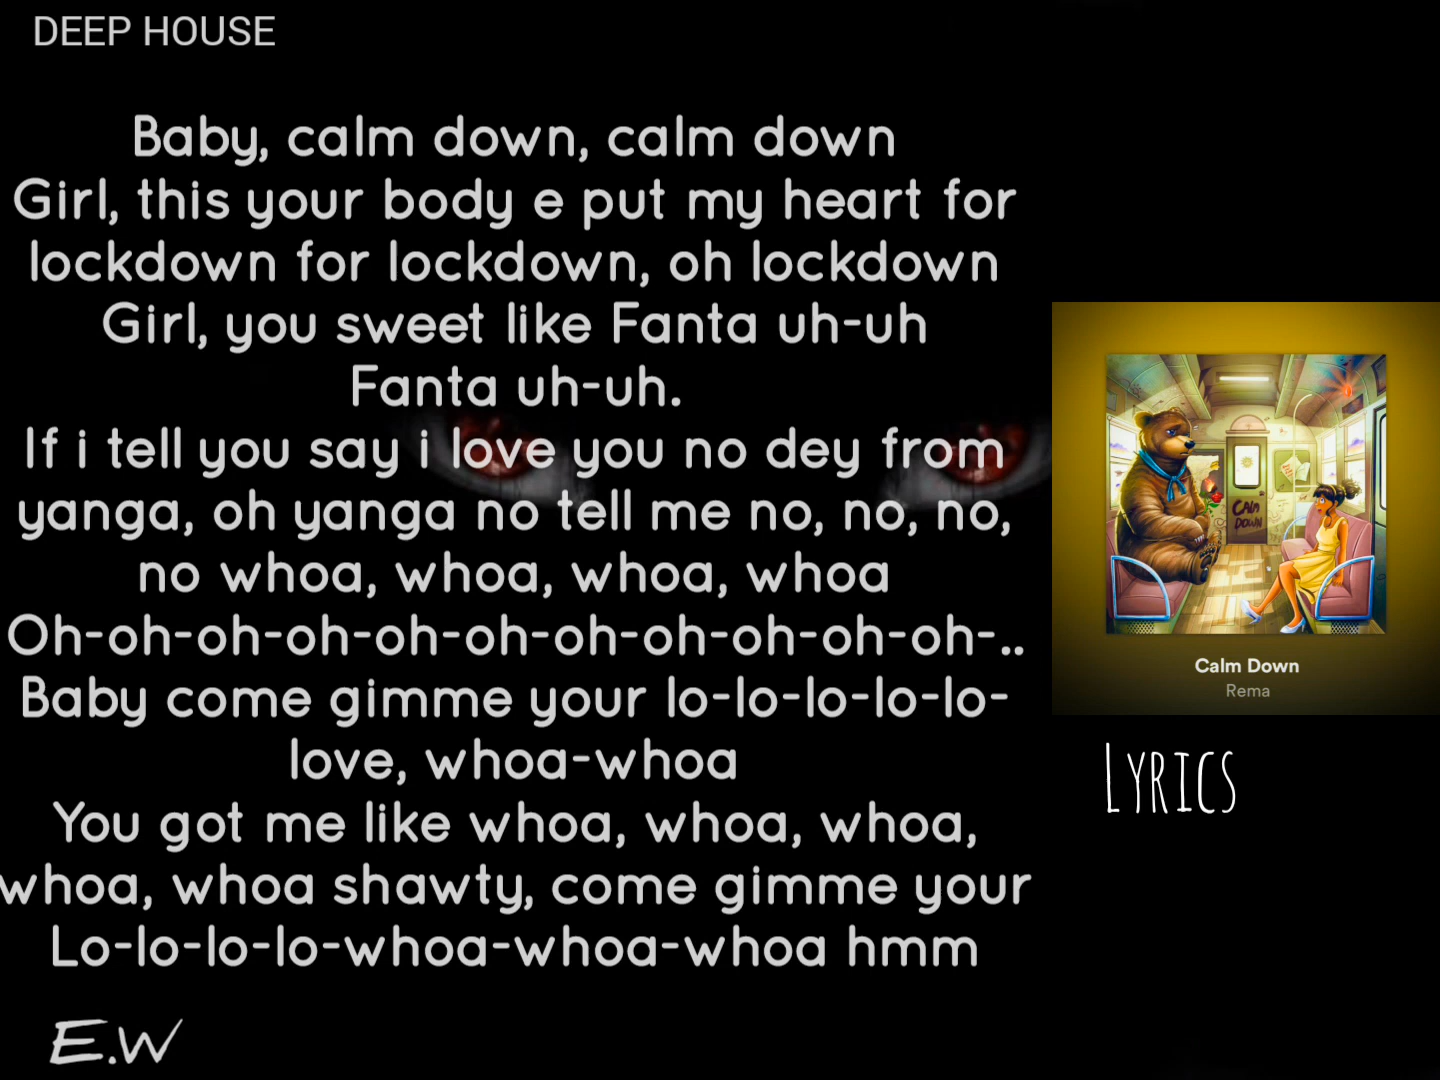 DEEP HOUSE
Baby, calm down, calm down
Girl, this your body e put my heart for
lockdown for lockdown, oh lockdown
Girl, you sweet like Fanta uh-uh
Fanta uh-uh.
If i tell you say i love you no dey from
yanga, oh yanga no tell me no, no, no,
no whoa, whoa, whoa, whoa
Oh-oh-oh-oh-oh-oh-oh-oh-oh-oh-oh-..
Baby come gimme your lo-lo-lo-lo-lo-
love, whoa-whoa
You got me like whoa, whoa, whoa,
whoa, whoa shawty, come gimme your
Lo-lo-lo-lo-whoa-whoa-whoa hmm
E.W
CALM
DOWN
Calm Down
Rema
LYRICS